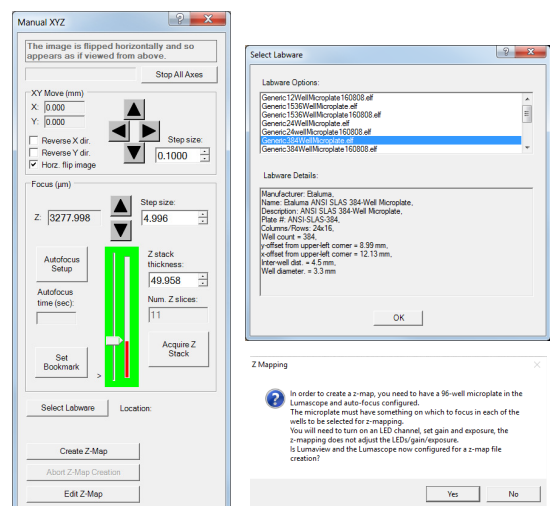 Manual XYZ
The image is flipped horizontally and so
appears as if viewed from above.
Stop All Axes
XY Move (mm)
X: 0.000
Y: 0.000
Reverse X dir.
Reverse Y dir.
Horz. flip image
Step size:
0.1000
Focus (µm)
Z: 3277.998
Step size:
4.996
Autofocus
Setup
Autofocus
time (sec):
Z stack
thickness:
49.958
Num. Z slices:
11
Set
Bookmark
>
Acquire Z
Stack
Select Labware
Location:
Create Z-Map
Abort Z-Map Creation
Edit Z-Map
Select Labware
Labware Options:
Generic12WellMicroplate160808.elf
Generic1536WellMicroplate.elf
Generic1536WellMicroplate160808.elf
Generic24WellMicroplate.elf
Generic24wellMicroplate160808.elf
Generic384WellMicroplate.elf
Generic384WellMicroplate160808.elf
Labware Details:
Manufacturer: Etaluma,
Name: Etaluma ANSI SLAS 384-Well Microplate,
Description: ANSI-SLAS 384-Well Microplate,
Plate #: ANSI-SLAS-384,
Columns/Rows: 24x16,
Well count = 384,
y-offset from upper-left corner = 8.99 mm,
x-offset from upper-left corner = 12.13 mm,
Inter-well dist. = 4.5 mm,
Well diameter. = 3.3 mm
OK
Z Mapping
In order to create a z-map, you need to have a 96-well microplate in the
Lumascope and auto-focus configured.
The microplate must have something on which to focus in each of the
wells to be selected for z-mapping.
You will need to turn on an LED channel, set gain and exposure, the
z-mapping does not adjust the LEDs/gain/exposure.
Is Lumaview and the Lumascope now configured for a z-map file
creation?
Yes
No